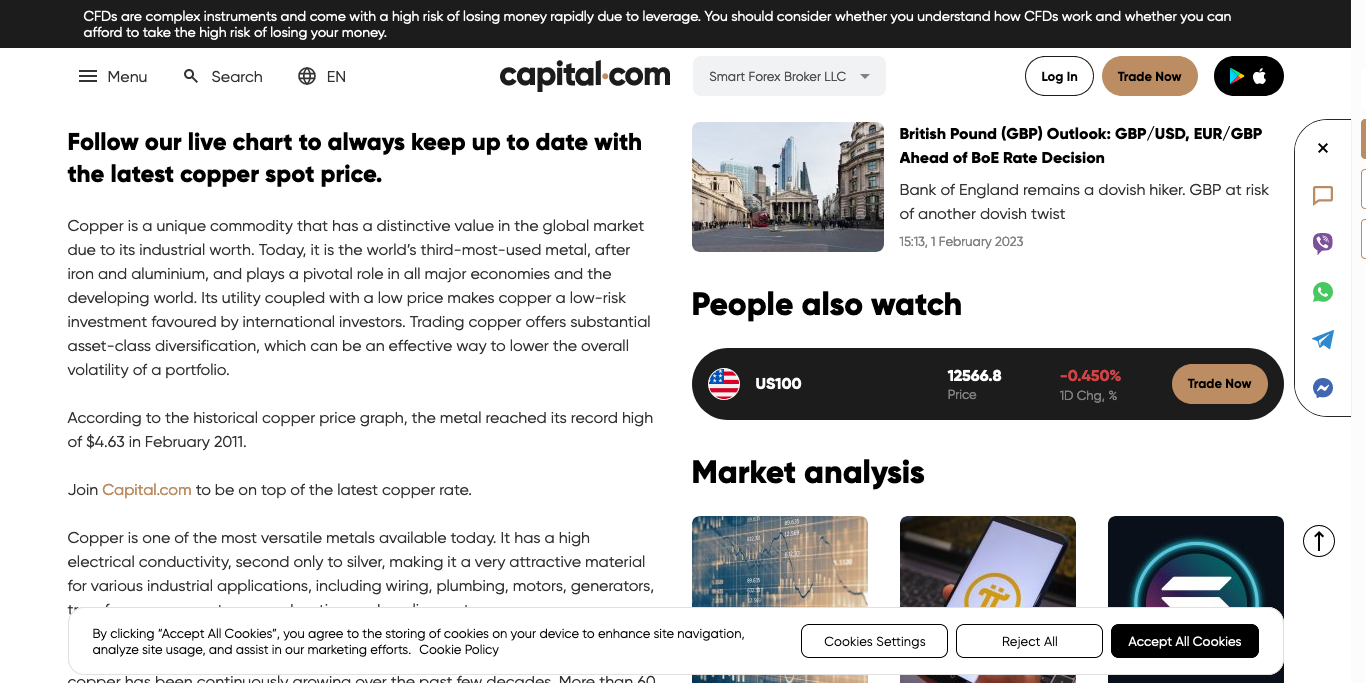 CFDs are complex instruments and come with a high risk of losing money rapidly due to leverage. You should consider whether you understand how CFDs work and whether you can
afford to take the high risk of losing your money.
Menu
Search
EN
capital.com
Smart Forex Broker LLC
Log In
Trade Now
Follow our live chart to always keep up to date with
the latest copper spot price.
Copper is a unique commodity that has a distinctive value in the global market
due to its industrial worth. Today, it is the world’s third-most-used metal, after
iron and aluminium, and plays a pivotal role in all major economies and the
developing world. Its utility coupled with a low price makes copper a low-risk
investment favoured by international investors. Trading copper offers substantial
asset-class diversification, which can be an effective way to lower the overall
volatility of a portfolio.
According to the historical copper price graph, the metal reached its record high
of $4.63 in February 2011.
Join Capital.com to be on top of the latest copper rate.
Copper is one of the most versatile metals available today. It has a high
electrical conductivity, second only to silver, making it a very attractive material
for various industrial applications, including wiring, plumbing, motors, generators,
copper has been continuously growing over the past few decades. More than 60
British Pound (GBP) Outlook: GBP/USD, EUR/GBP
Ahead of BoE Rate Decision
Bank of England remains a dovish hiker. GBP at risk
of another dovish twist
15:13, 1 February 2023
People also watch
US100
12566.8
Price
-0.450%
1D Chg, %
Trade Now
Market analysis
By clicking “Accept All Cookies”, you agree to the storing of cookies on your device to enhance site navigation,
analyze site usage, and assist in our marketing efforts. Cookie Policy
Cookies Settings
Reject All
Accept All Cookies